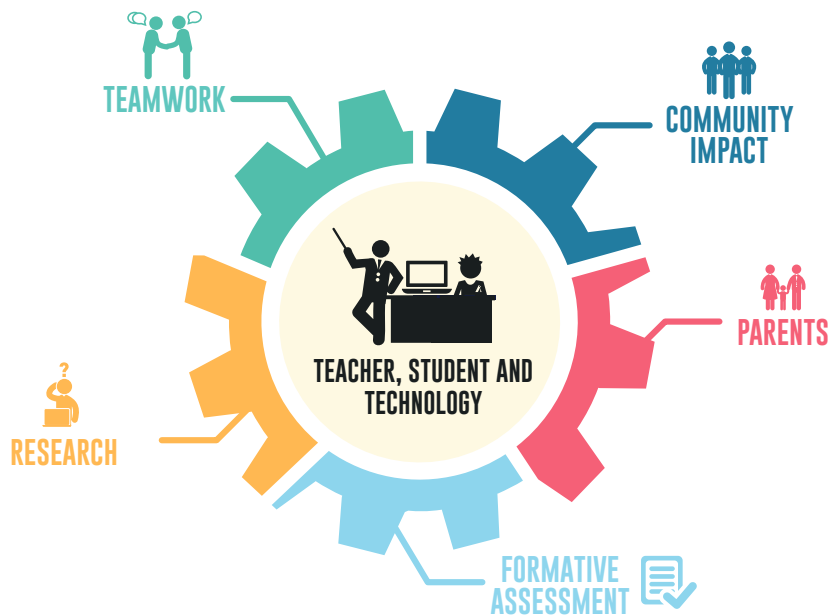 TEAMWORK
COMMUNITY
IMPACT
PARENTS
TEACHER, STUDENT AND
TECHNOLOGY
?
RESEARCH
FORMATIVE
ASSESSMENT